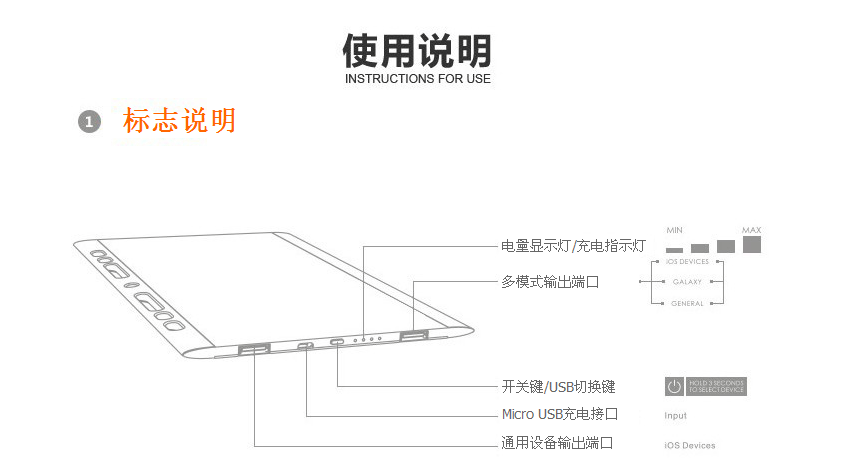 使用说明
INSTRUCTIONS FOR USE
1 标志说明
MIN MAX
电量显示灯/充电指示灯
iOS DEVICES
多模式输出端口 GALAXY
GENERAL
开关键/USB切换键 HOLD 3 SECONDS
TO SELECT DEVICE
Micro USB充电接口 Input
通用设备输出端口 iOS Devices